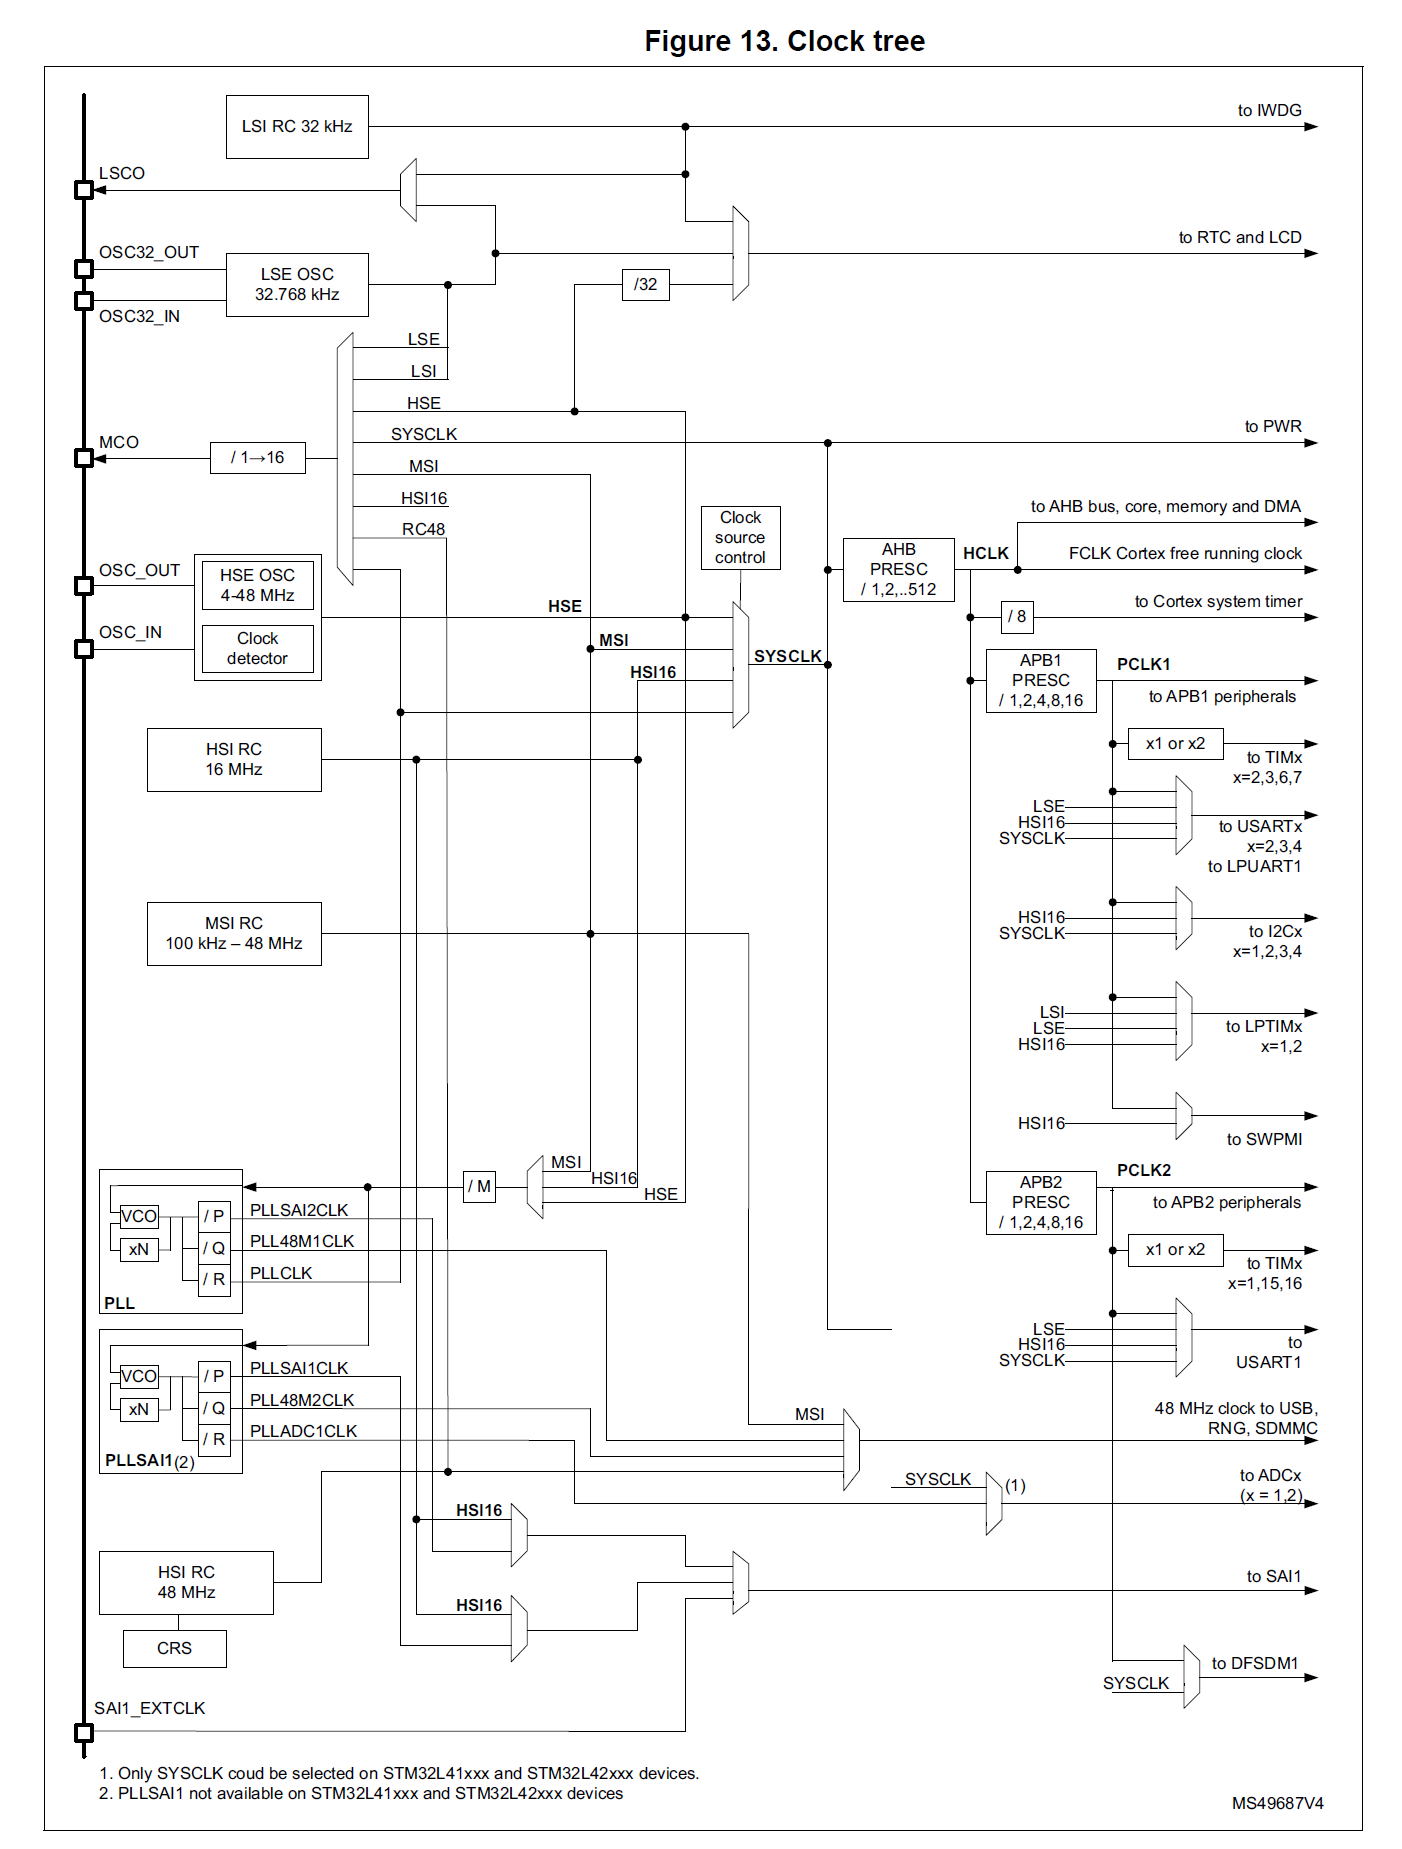 Figure 13. Clock tree
LSI RC 32 kHz
to IWDG
LSCO
OSC32_OUT
LSE OSC
32.768 kHz
OSC32_IN
to RTC and LCD
/32
LSE
LSI
HSE
SYSCLK
MSI
HSI16
RC48
MCO
/ 1→16
to PWR
Clock
source
control
to AHB bus, core, memory and DMA
AHB
PRESC
/ 1,2,..512
HCLK
FCLK Cortex free running clock
to Cortex system timer
/ 8
OSC_OUT
HSE OSC
4-48 MHz
OSC_IN
Clock
detector
HSE
MSI
HSI16
SYSCLK
APB1
PRESC
/ 1,2,4,8,16
PCLK1
to APB1 peripherals
HSI RC
16 MHz
x1 or x2
to TIMx
x=2,3,6,7
LSE
HSI16
SYSCLK
to USARTx
x=2,3,4
to LPUART1
MSI RC
100 kHz – 48 MHz
HSI16
SYSCLK
to I2Cx
x=1,2,3,4
LSI
LSE
HSI16
to LPTIMx
x=1,2
HSI16
to SWPMI
MSI
HSI16
HSE
/ M
APB2
PRESC
/ 1,2,4,8,16
PCLK2
to APB2 peripherals
VCO
xN
/ P
/ Q
/ R
PLL
PLLSAI2CLK
PLL48M1CLK
PLLCLK
x1 or x2
to TIMx
x=1,15,16
LSE
HSI16
SYSCLK
to
USART1
VCO
xN
/ P
/ Q
/ R
PLLSAI1(2)
PLLSAI1CLK
PLL48M2CLK
PLLADC1CLK
MSI
48 MHz clock to USB,
RNG, SDMMC
SYSCLK
(1)
to ADCx
(x = 1,2)
HSI16
HSI16
HSI RC
48 MHz
CRS
to SAI1
to DFSDM1
SYSCLK
SAI1_EXTCLK
1. Only SYSCLK coud be selected on STM32L41xxx and STM32L42xxx devices.
2. PLLSAI1 not available on STM32L41xxx and STM32L42xxx devices
MS49687V4